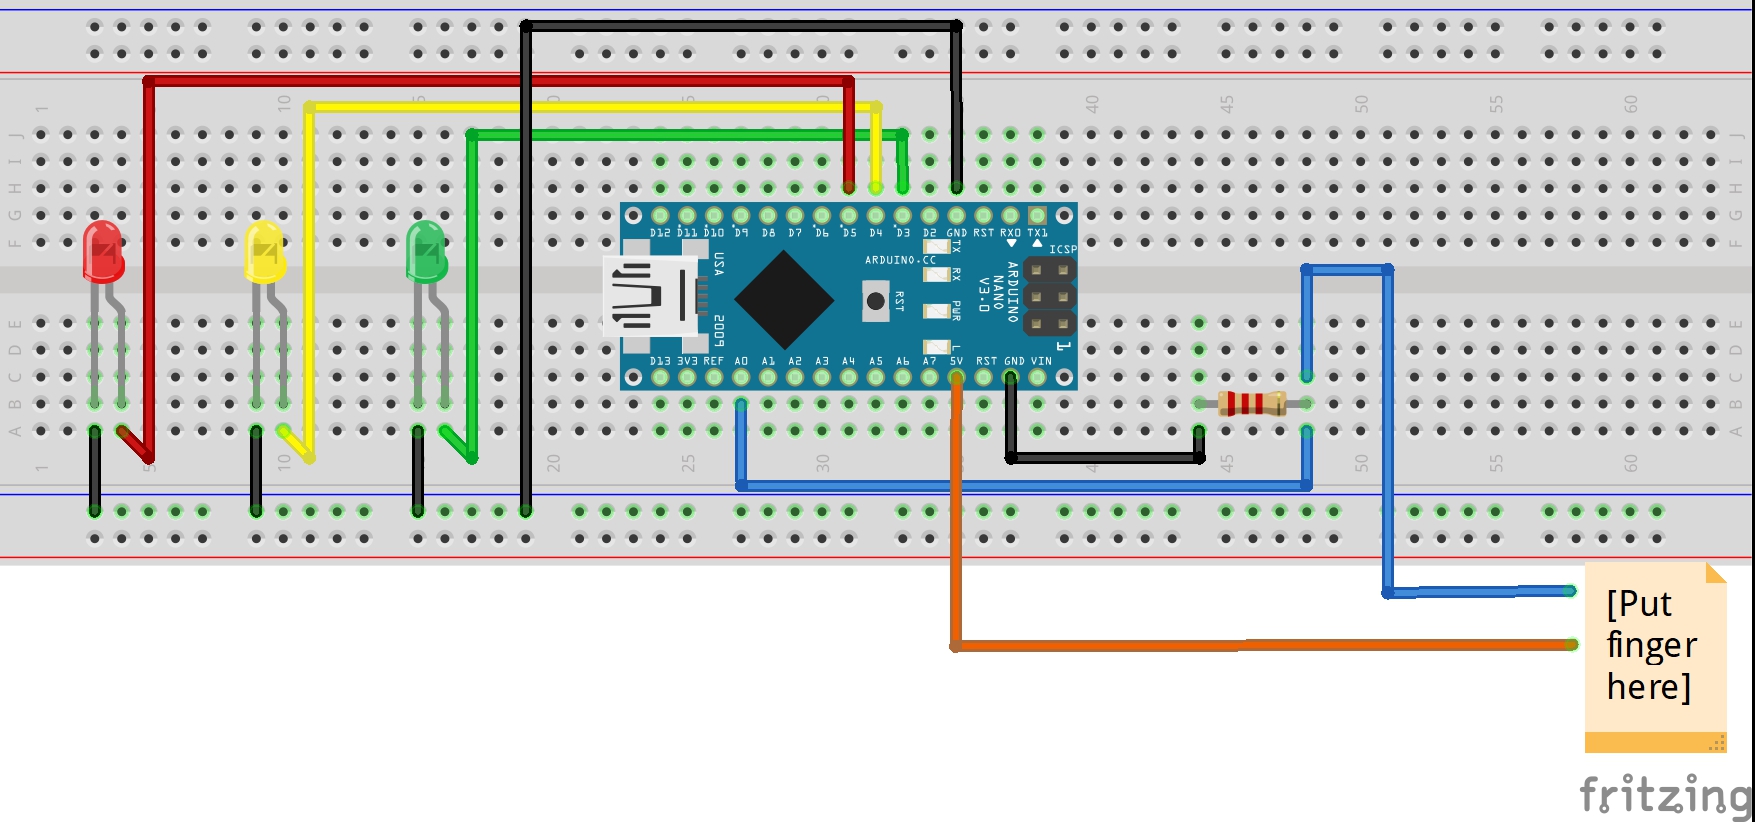 1 10 5 25 30 40 45 50 55 60
J J
I I
H H
G G
F F
D12 D11 D10 D9 D8 D7 D6 D5 D4 D3 D2 GND RST RX0 TX1
TX
RX
PWR
L
ARDUINO.CC
RST
USA
2009
ARDUINO
NANO
V3.0
ICSP
1
D13 3V3 REF A0 A1 A2 A3 A4 A5 A6 A7 5V RST GND VIN
E E
D D
C C
B B
A A
1 5 10 20 25 30 4 45 50 55 60
[Put
finger
here]
fritzing